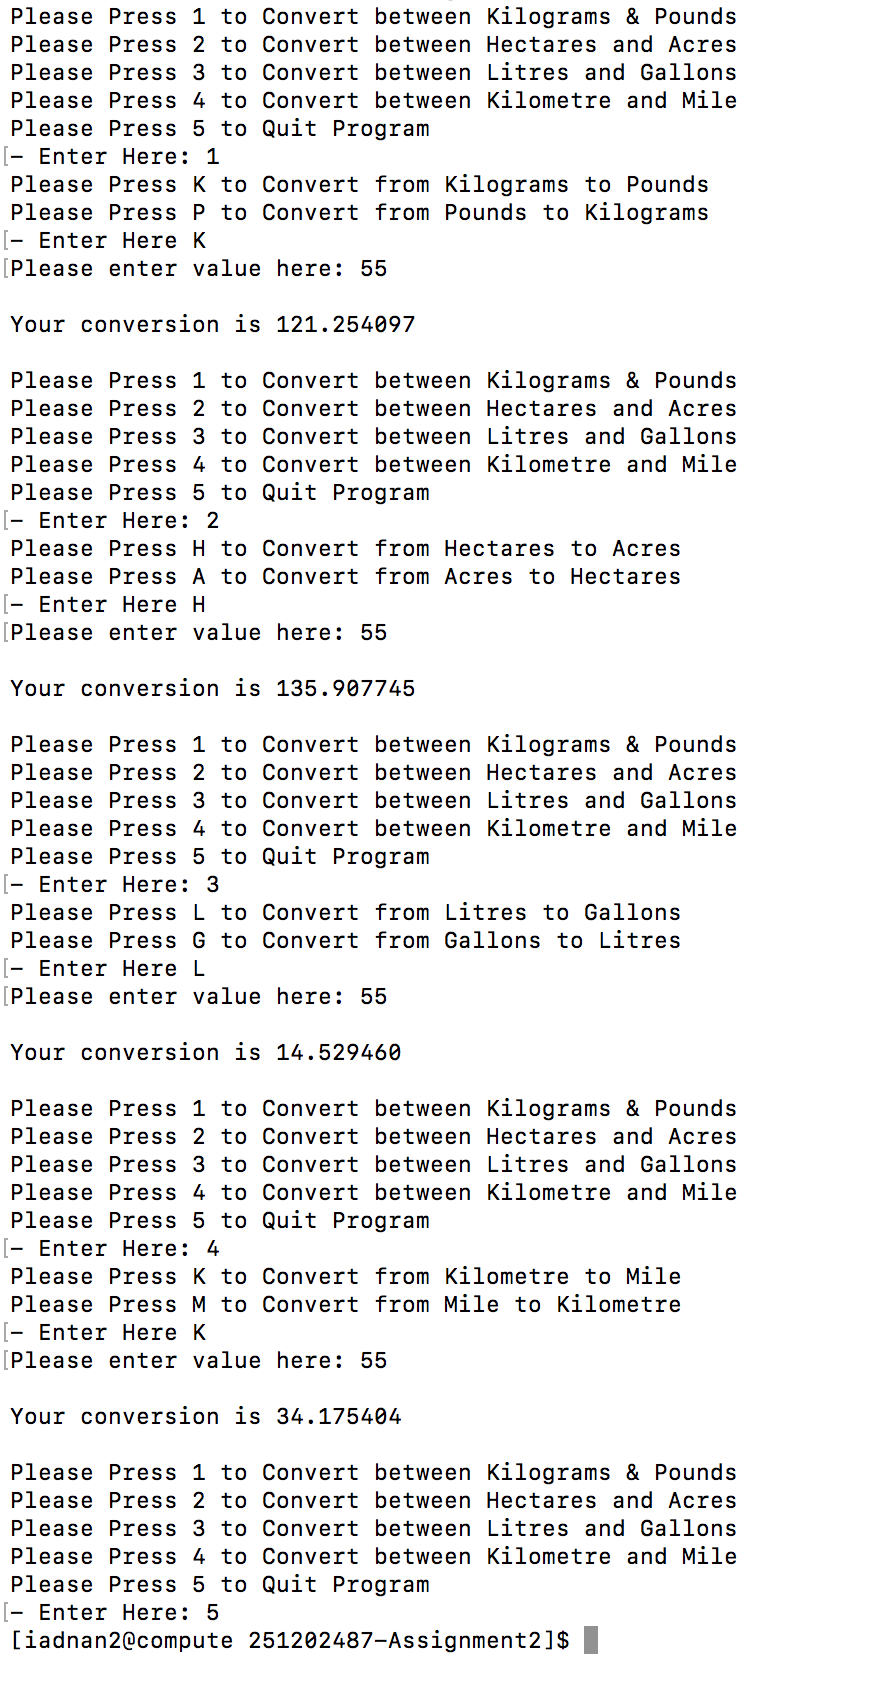 Please Press 1 to Convert between Kilograms & Pounds
Please Press 2 to Convert between Hectares and Acres
Please Press 3 to Convert between Litres and Gallons
Please Press 4 to Convert between Kilometre and Mile
Please Press 5 to Quit Program
[- Enter Here: 1
Please Press K to Convert from Kilograms to Pounds
Please Press P to Convert from Pounds to Kilograms
[- Enter Here K
[Please enter value here: 55
Your conversion is 121.254097
Please Press 1 to Convert between Kilograms & Pounds
Please Press 2 to Convert between Hectares and Acres
Please Press 3 to Convert between Litres and Gallons
Please Press 4 to Convert between Kilometre and Mile
Please Press 5 to Quit Program
[- Enter Here: 2
Please Press H to Convert from Hectares to Acres
Please Press A to Convert from Acres to Hectares
[- Enter Here H
[Please enter value here: 55
Your conversion is 135.907745
Please Press 1 to Convert between Kilograms & Pounds
Please Press 2 to Convert between Hectares and Acres
Please Press 3 to Convert between Litres and Gallons
Please Press 4 to Convert between Kilometre and Mile
Please Press 5 to Quit Program
[- Enter Here: 3
Please Press L to Convert from Litres to Gallons
Please Press G to Convert from Gallons to Litres
[- Enter Here L
[Please enter value here: 55
Your conversion is 14.529460
Please Press 1 to Convert between Kilograms & Pounds
Please Press 2 to Convert between Hectares and Acres
Please Press 3 to Convert between Litres and Gallons
Please Press 4 to Convert between Kilometre and Mile
Please Press 5 to Quit Program
[- Enter Here: 4
Please Press K to Convert from Kilometre to Mile
Please Press M to Convert from Mile to Kilometre
[- Enter Here K
[Please enter value here: 55
Your conversion is 34.175404
Please Press 1 to Convert between Kilograms & Pounds
Please Press 2 to Convert between Hectares and Acres
Please Press 3 to Convert between Litres and Gallons
Please Press 4 to Convert between Kilometre and Mile
Please Press 5 to Quit Program
[- Enter Here: 5
[iadnan2@compute 251202487-Assignment2]$